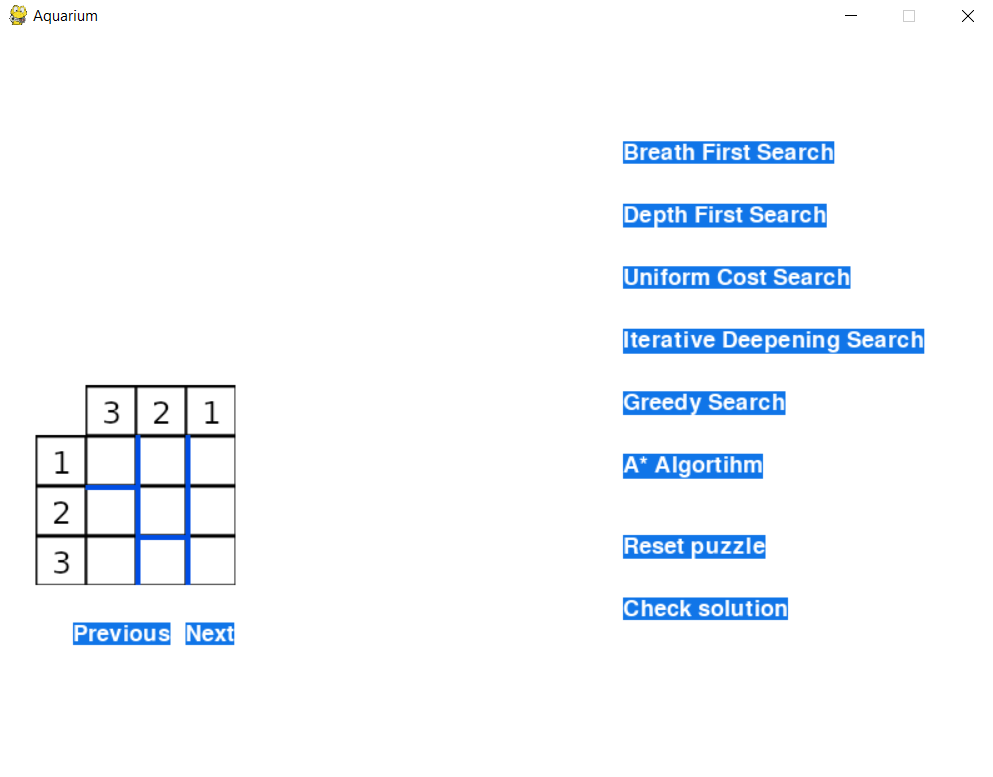 Aquarium
Breath First Search
Depth First Search
Uniform Cost Search
Iterative Deepening Search
3 2 1
Greedy Search
1
A* Algortihm
2
Reset puzzle
3
Check solution
Previous Next